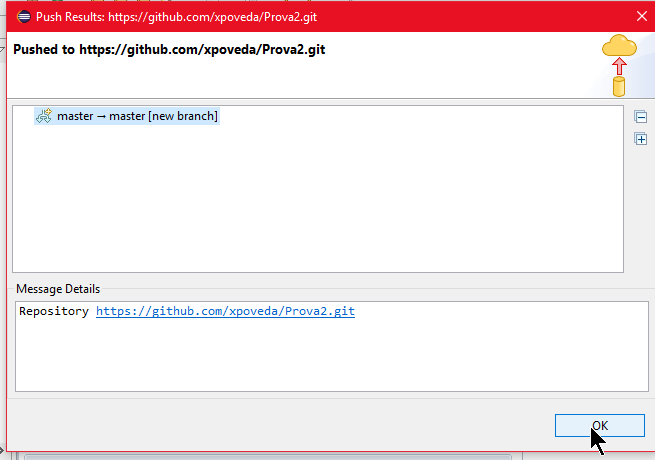 Push Results: https://github.com/xpoveda/Prova2.git
Pushed to https://github.com/xpoveda/Prova2.git
master → master [new branch]
Message Details
Repository https://github.com/xpoveda/Prova2.git
OK